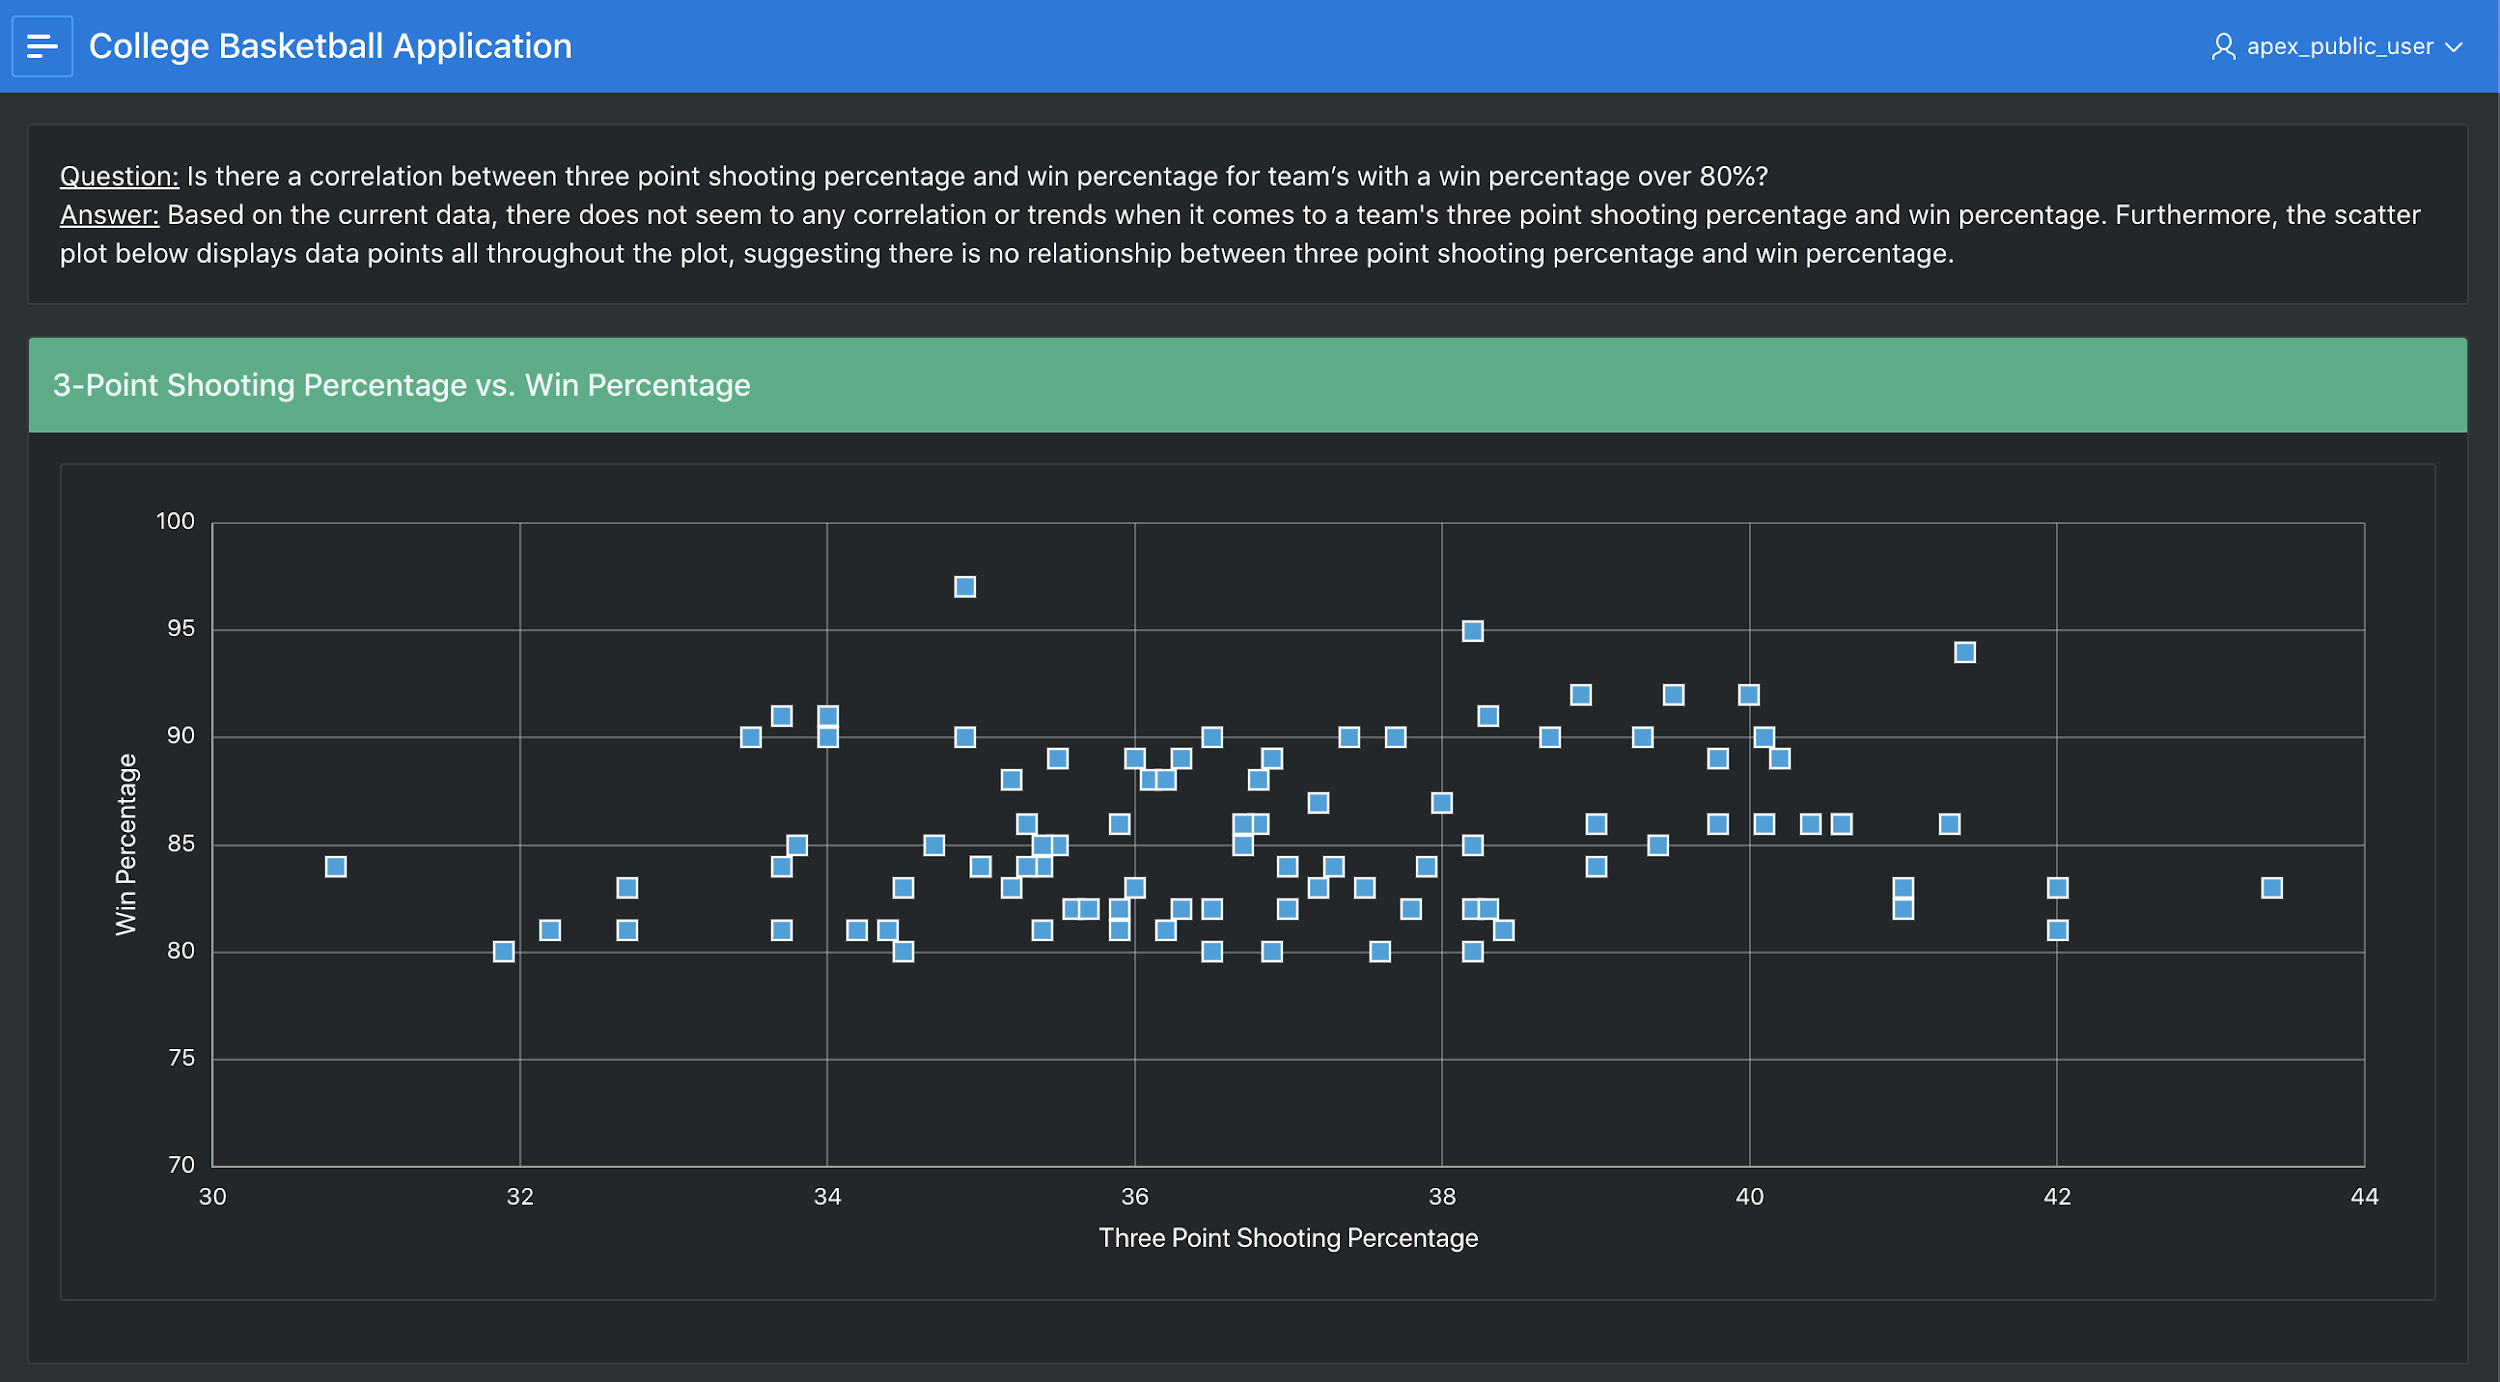 College Basketball Application
apex_public_user
Question: Is there a correlation between three point shooting percentage and win percentage for team’s with a win percentage over 80%?
Answer: Based on the current data, there does not seem to any correlation or trends when it comes to a team's three point shooting percentage and win percentage. Furthermore, the scatter
plot below displays data points all throughout the plot, suggesting there is no relationship between three point shooting percentage and win percentage.
3-Point Shooting Percentage vs. Win Percentage
100
95
90
85
80
75
70
Win Percentage
30 32 34 36 38 40 42 44
Three Point Shooting Percentage